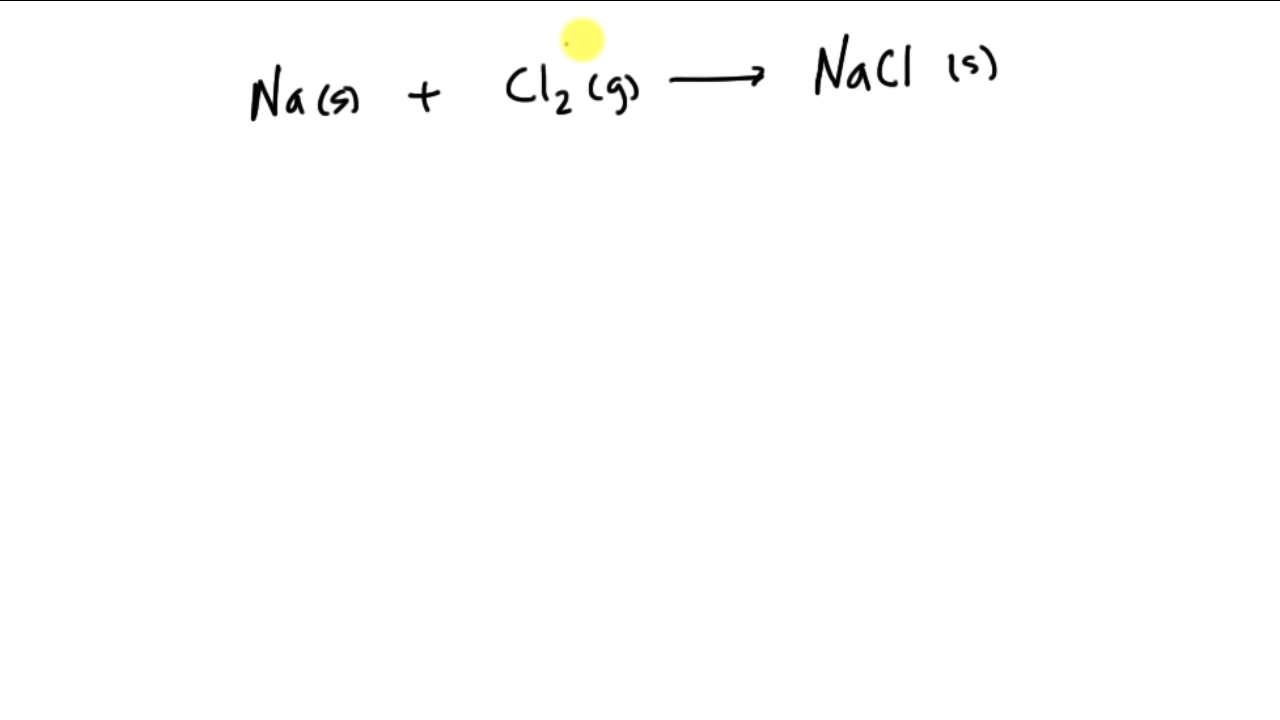 Na(s) + Cl₂(g) ⟶ NaCl (s)